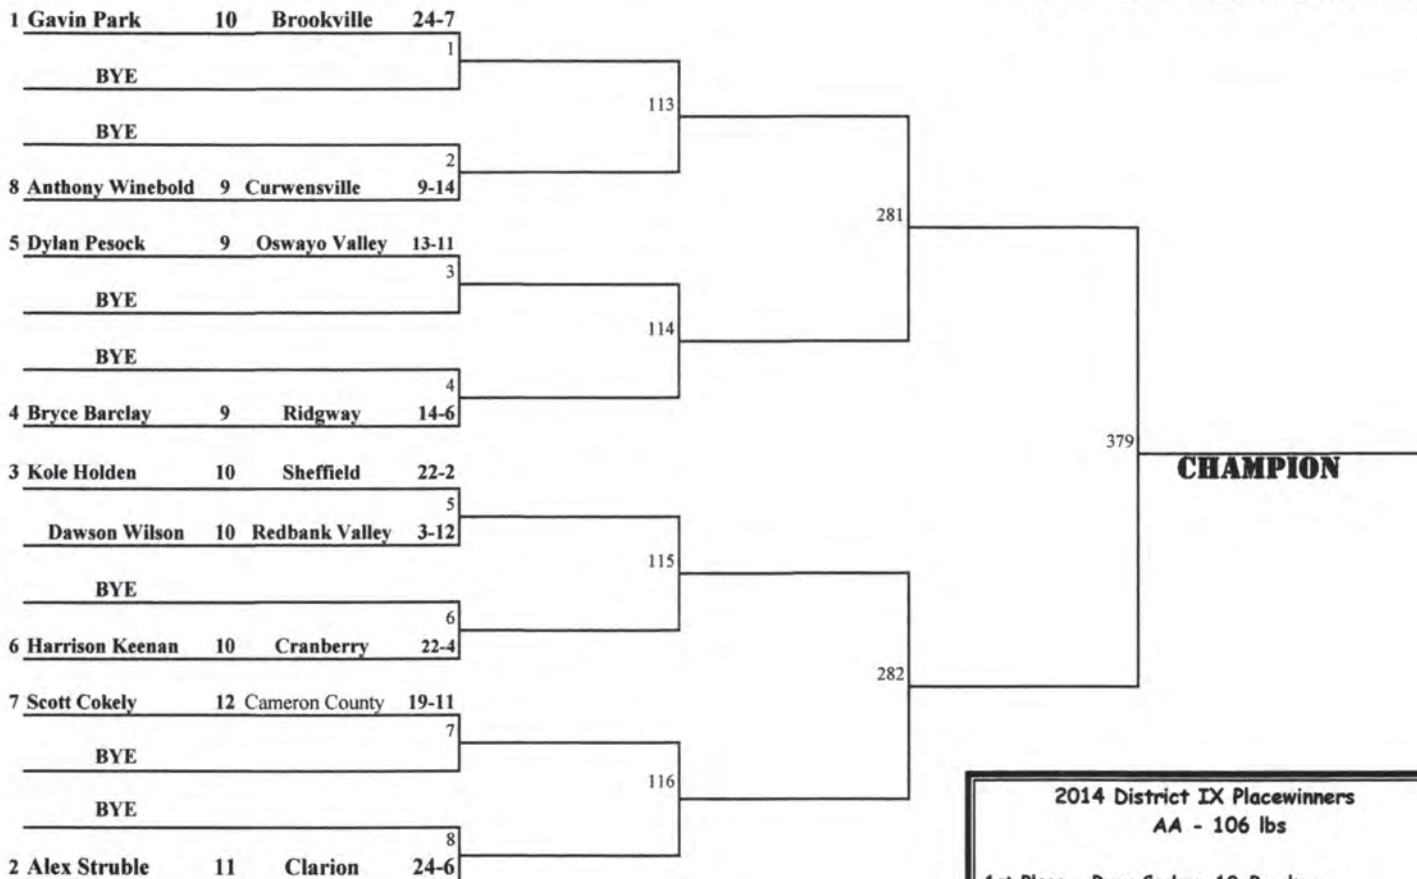 1 Gavin Park 10 Brookville 24-7
1
BYE
113
BYE
2
8 Anthony Winebold 9 Curwensville 9-14
281
5 Dylan Pesock 9 Oswayo Valley 13-11
3
BYE
114
BYE
4
4 Bryce Barclay 9 Ridgway 14-6
379
CHAMPION
3 Kole Holden 10 Sheffield 22-2
5
Dawson Wilson 10 Redbank Valley 3-12
115
BYE
6
6 Harrison Keenan 10 Cranberry 22-4
282
7 Scott Cokely 12 Cameron County 19-11
7
BYE
116
BYE
8
2 Alex Struble 11 Clarion 24-6
2014 District IX Placewinners
AA - 106 lbs
1st Place